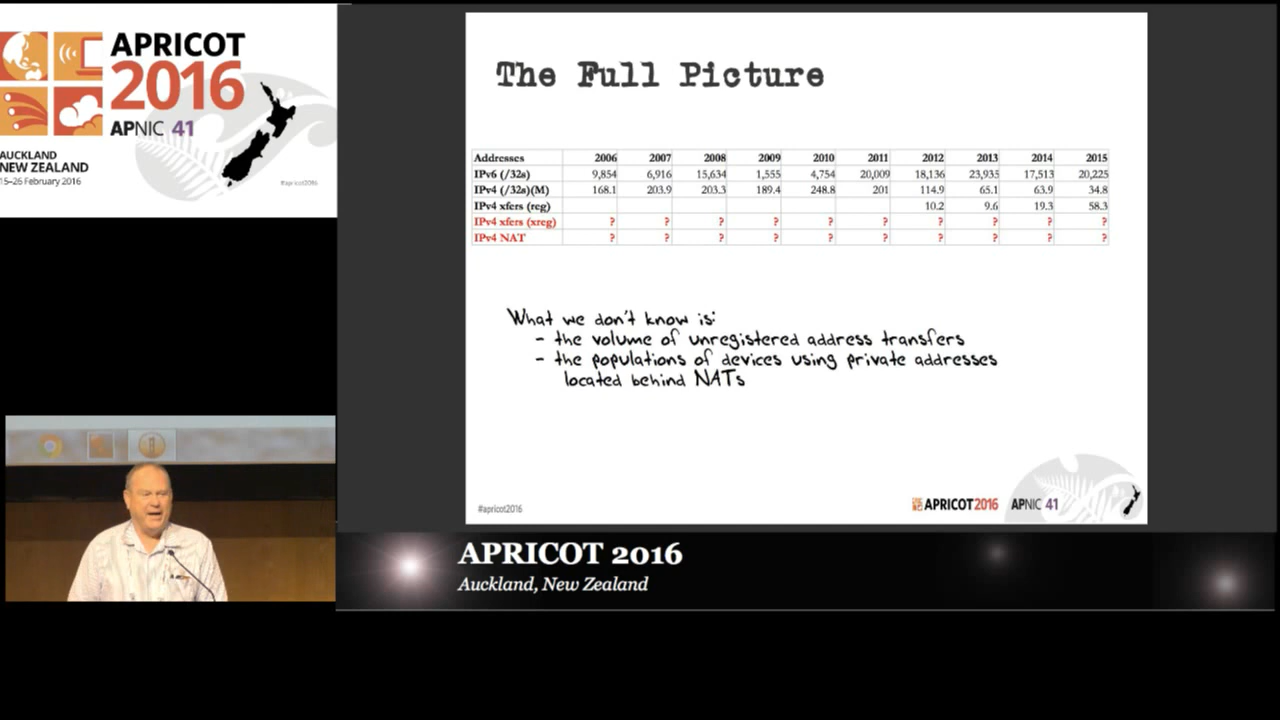 APRICOT
2016
APNIC 41
AUCKLAND
NEW ZEALAND
15–26 February 2016
#apricot2016
The Full Picture
Addresses 2006 2007 2008 2009 2010 2011 2012 2013 2014 2015
IPv6 (/32s) 9,854 6,916 15,634 1,555 4,754 20,009 18,136 23,935 17,513 20,225
IPv4 (/32s)(M) 168.1 203.9 203.3 189.4 248.8 201 114.9 65.1 63.9 34.8
IPv4 xfers (reg) 10.2 9.6 19.3 58.3
IPv4 xfers (xreg) ? ? ? ? ? ? ? ? ? ?
IPv4 NAT ? ? ? ? ? ? ? ? ? ?
What we don't know is:
- the volume of unregistered address transfers
- the populations of devices using private addresses
located behind NATs
#apricot2016
APRICOT 2016 APNIC 41
APRICOT 2016
Auckland, New Zealand